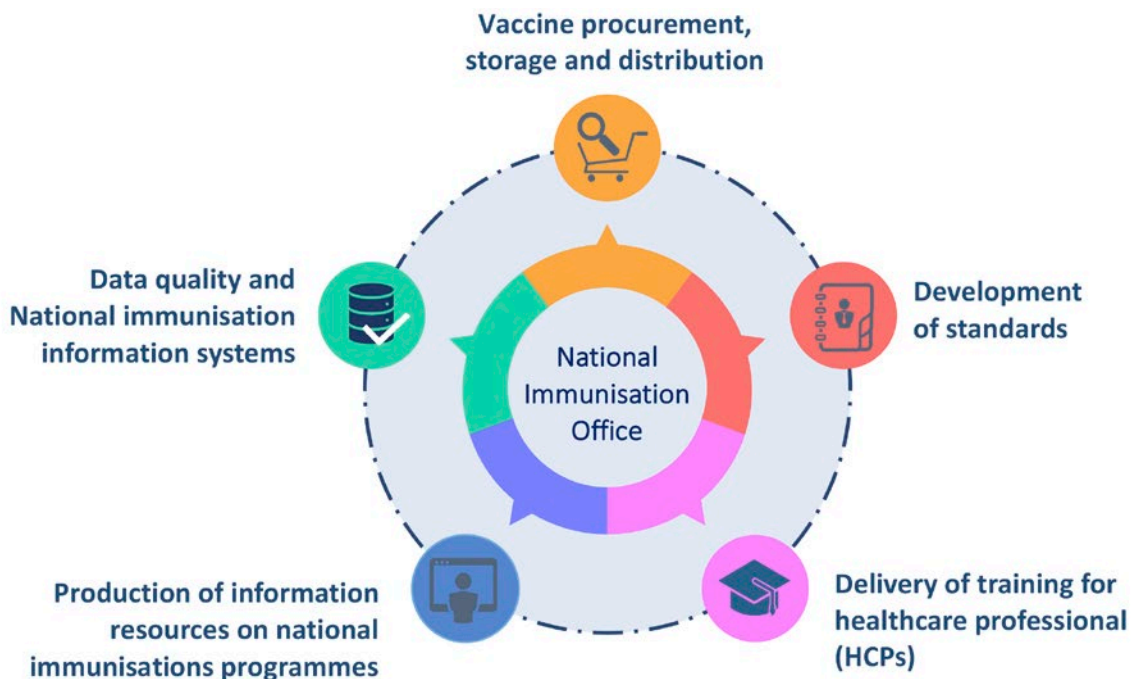 Vaccine procurement,
storage and distribution
Data quality and
National immunisation
information systems
Development
of standards
National
Immunisation
Office
Production of information
resources on national
immunisations programmes
Delivery of training for
healthcare professional
(HCPs)